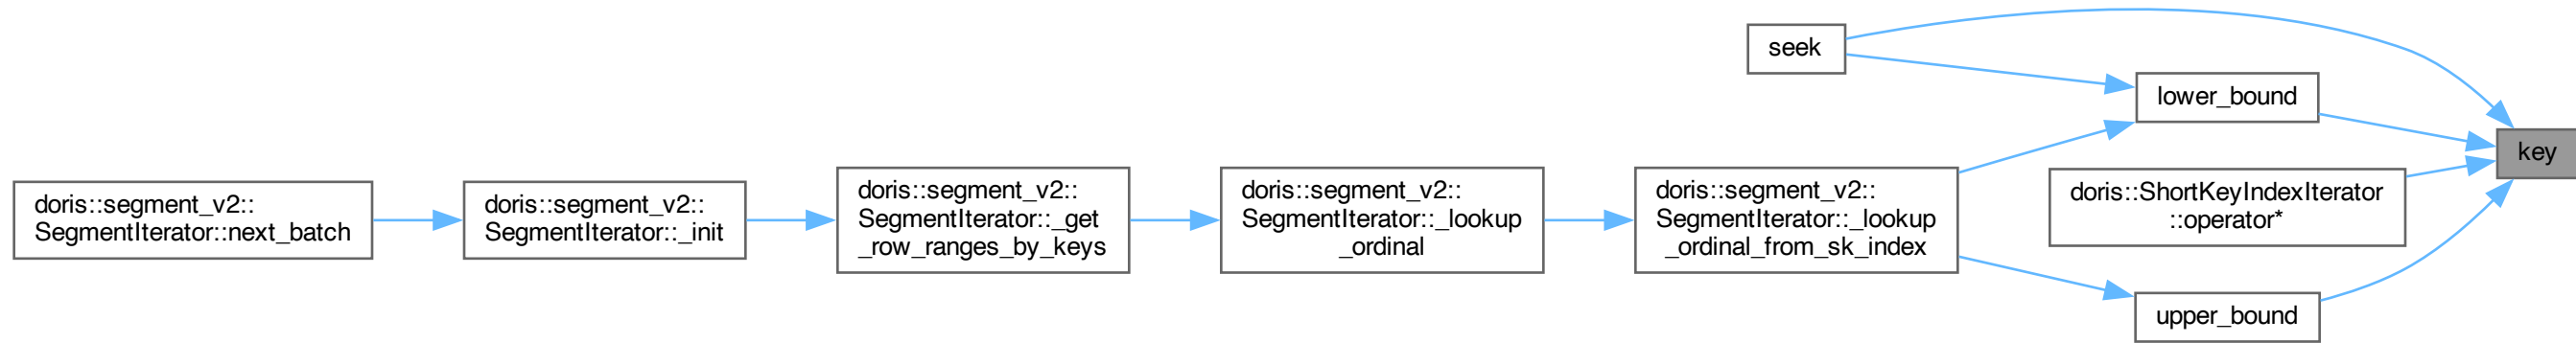 doris::segment_v2::
SegmentIterator::next_batch
doris::segment_v2::
SegmentIterator::_init
doris::segment_v2::
SegmentIterator::_get
_row_ranges_by_keys
doris::segment_v2::
SegmentIterator::_lookup
_ordinal
doris::segment_v2::
SegmentIterator::_lookup
_ordinal_from_sk_index
seek
lower_bound
doris::ShortKeyIndexIterator
::operator*
upper_bound
key